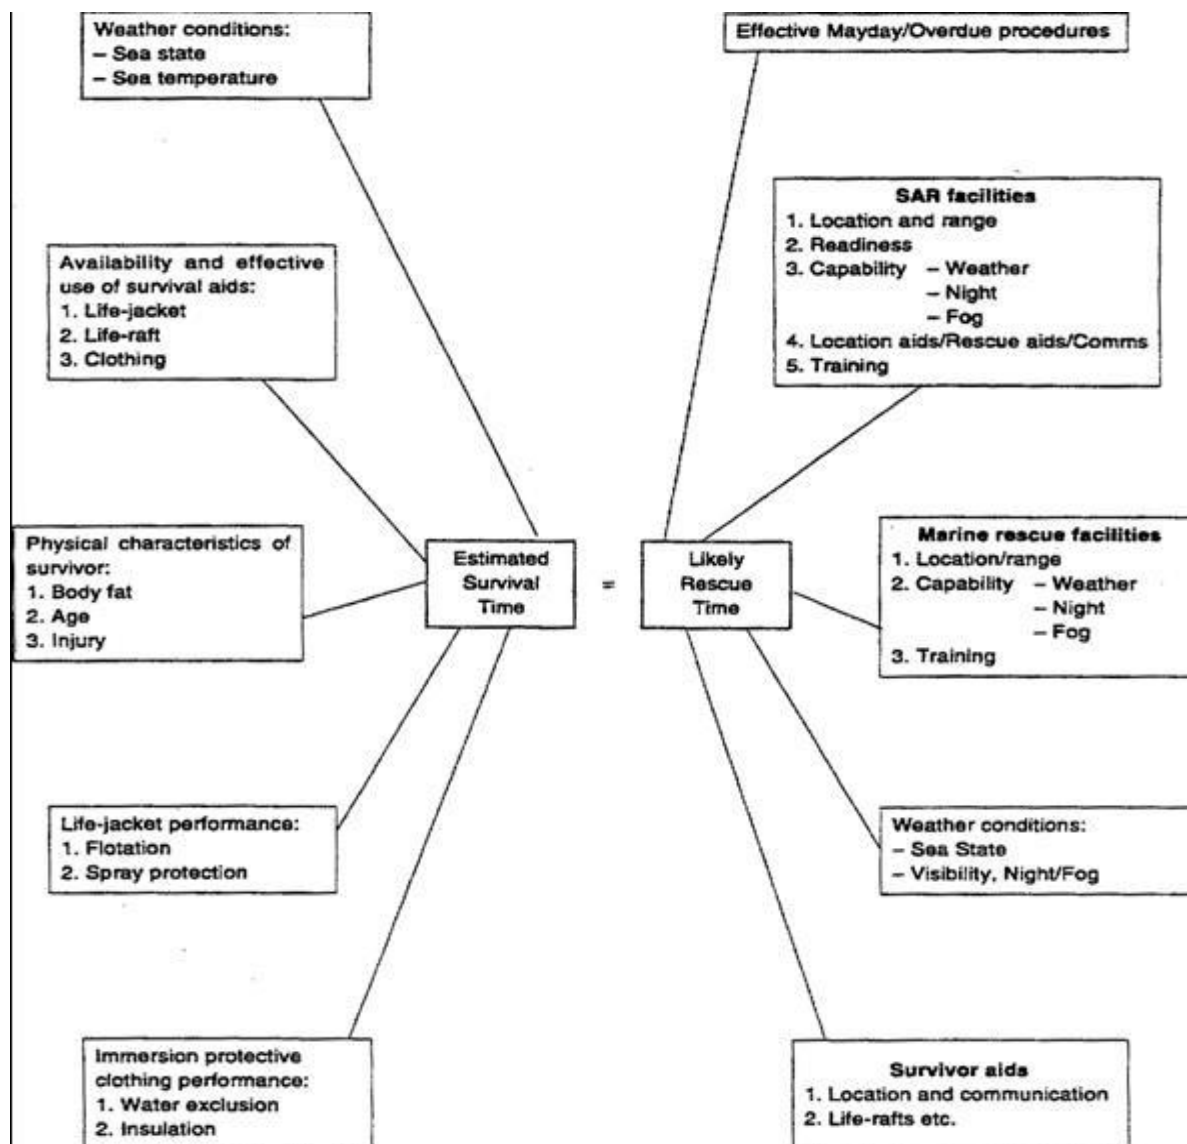 Weather conditions:
– Sea state
– Sea temperature
Availability and effective
use of survival aids:
1. Life-jacket
2. Life-raft
3. Clothing
Physical characteristics of
survivor:
1. Body fat
2. Age
3. Injury
Life-jacket performance:
1. Flotation
2. Spray protection
Immersion protective
clothing performance:
1. Water exclusion
2. Insulation
Estimated
Survival
Time
=
Likely
Rescue
Time
Effective Mayday/Overdue procedures
SAR facilities
1. Location and range
2. Readiness
3. Capability – Weather
– Night
– Fog
4. Location aids/Rescue aids/Comms
5. Training
Marine rescue facilities
1. Location/range
2. Capability – Weather
– Night
– Fog
3. Training
Weather conditions:
– Sea State
– Visibility, Night/Fog
Survivor aids
1. Location and communication
2. Life-rafts etc.